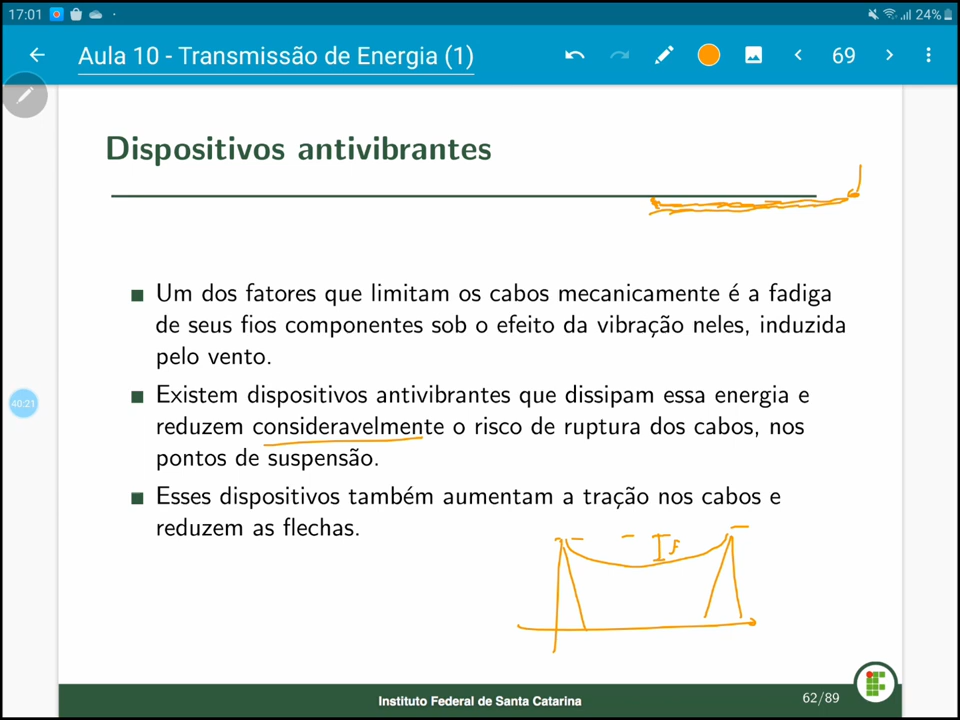 17:01
24%
Aula 10 - Transmissão de Energia (1)
69
Dispositivos antivibrantes
Um dos fatores que limitam os cabos mecanicamente é a fadiga
de seus fios componentes sob o efeito da vibração neles, induzida
pelo vento.
40:21
Existem dispositivos antivibrantes que dissipam essa energia e
reduzem consideravelmente o risco de ruptura dos cabos, nos
pontos de suspensão.
Esses dispositivos também aumentam a tração nos cabos e
reduzem as flechas.
f
Instituto Federal de Santa Catarina
62/89